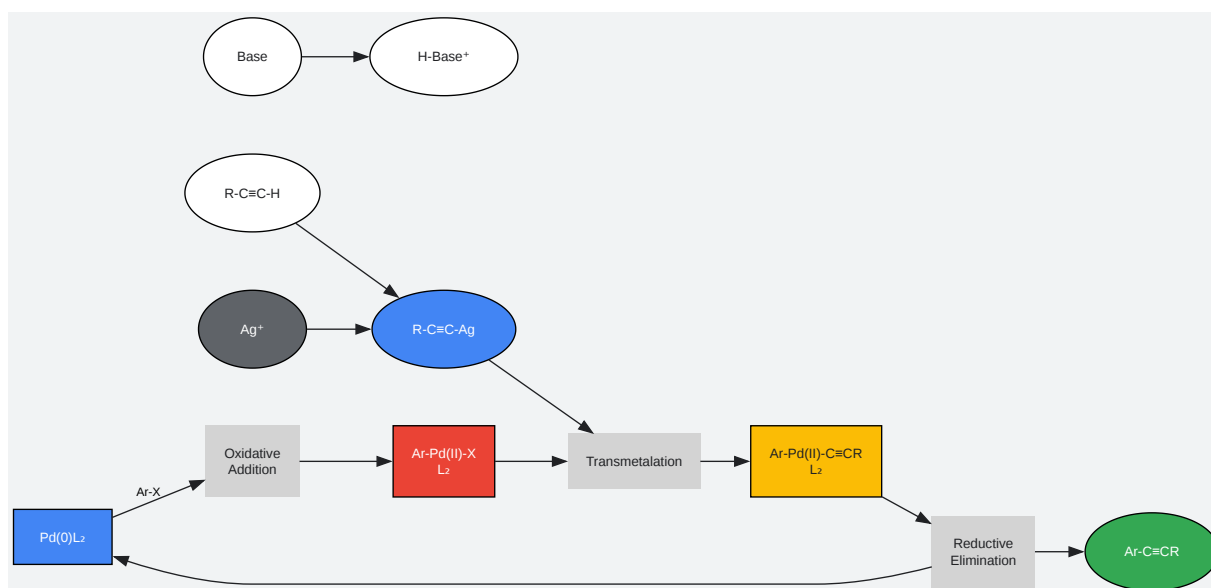 Base
H-Base⁺
R-C≡C-H
Ag⁺
R-C≡C-Ag
Oxidative
Addition
Ar-Pd(II)-X
L₂
Transmetalation
Ar-Pd(II)-C≡CR
L₂
Ar-X
Pd(0)L₂
Reductive
Elimination
Ar-C≡CR